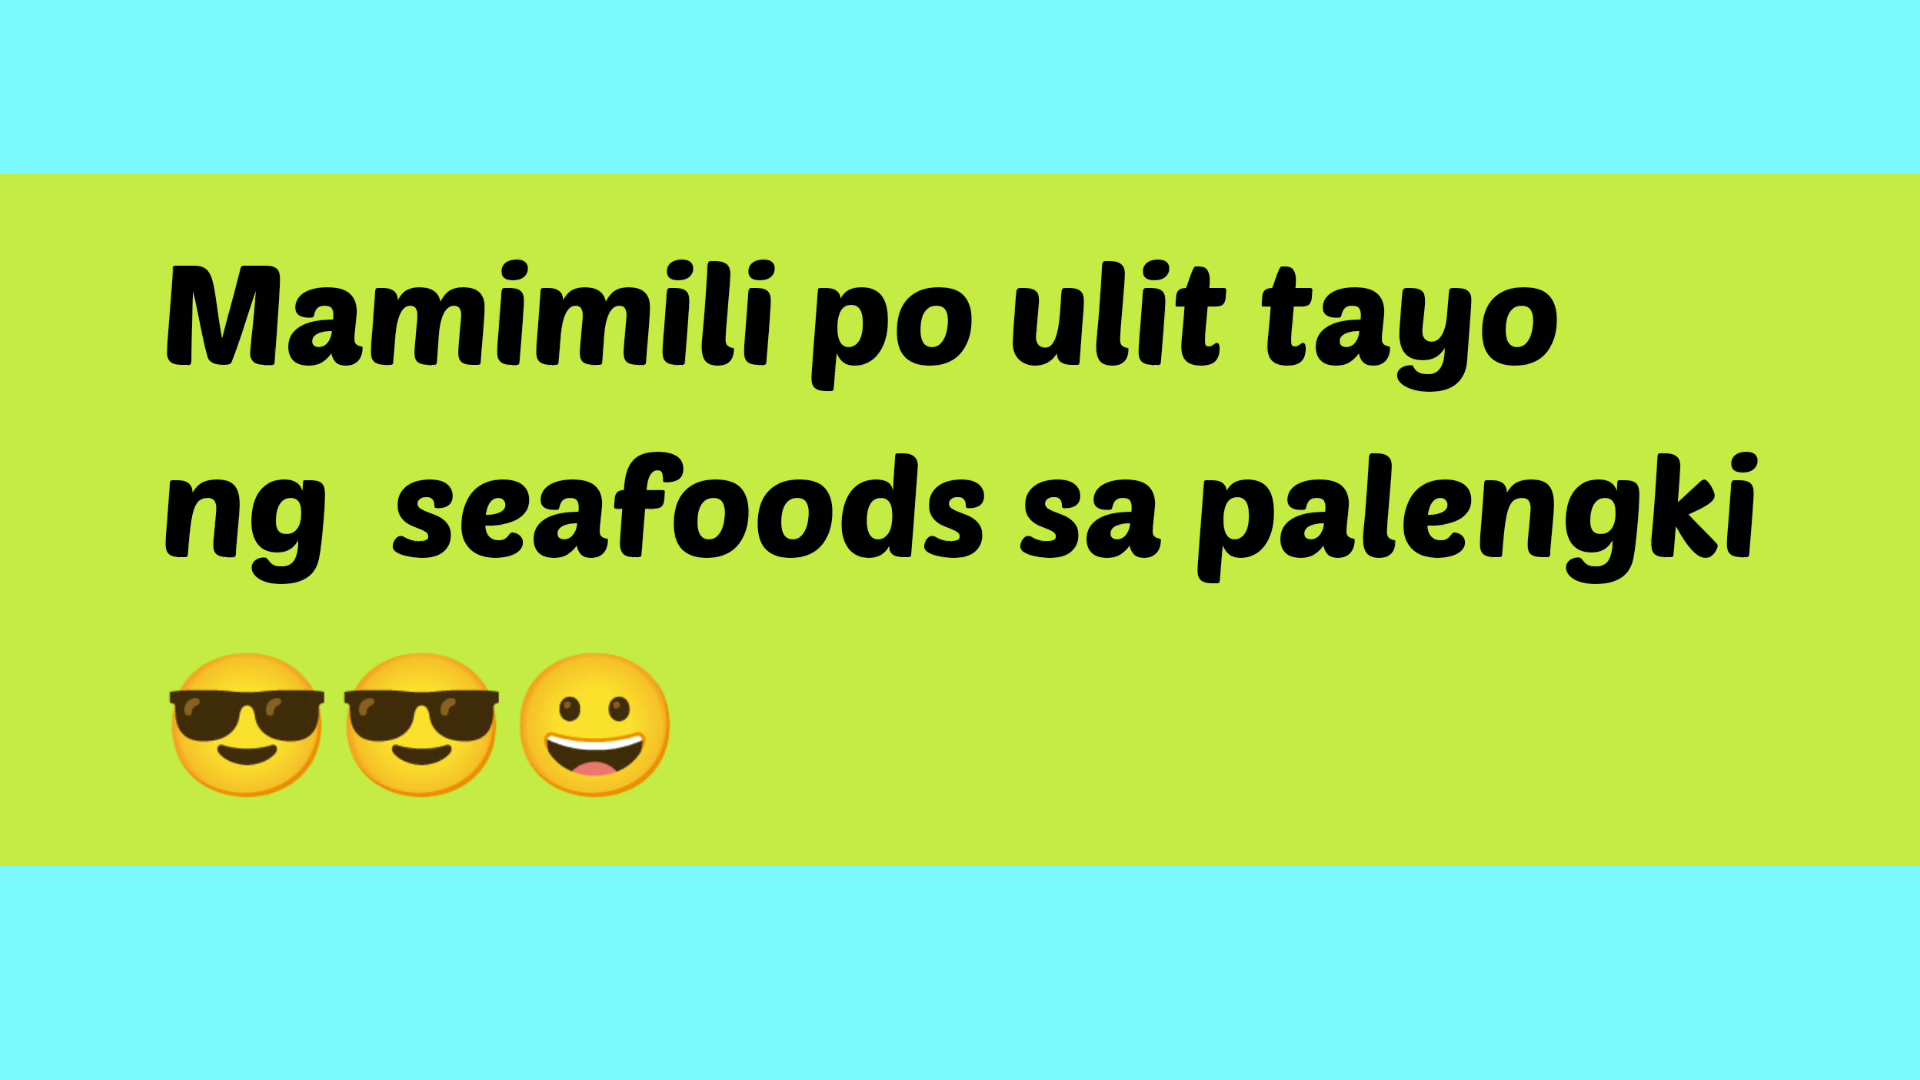 Mamimili po ulit tayo
ng  seafoods sa palengki
😎😎😀